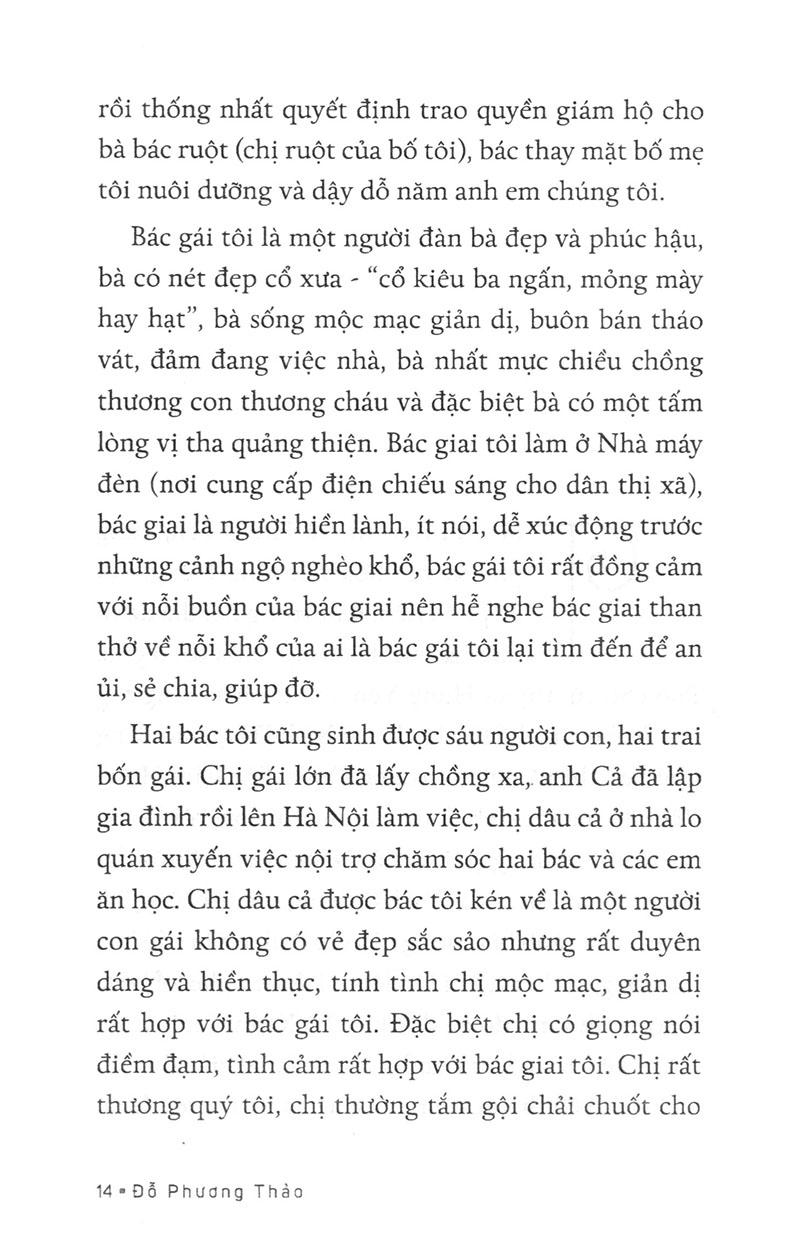 rồi thống nhất quyết định trao quyền giám hộ cho
bà bác ruột (chị ruột của bố tôi), bác thay mặt bố mẹ
tôi nuôi dưỡng và dậy dỗ năm anh em chúng tôi.
Bác gái tôi là một người đàn bà đẹp và phúc hậu,
bà có nét đẹp cổ xưa - “cổ kiêu ba ngấn, mỏng mày
hay hạt”, bà sống mộc mạc giản dị, buôn bán tháo
vát, đảm đang việc nhà, bà nhất mực chiều chồng
thương con thương cháu và đặc biệt bà có một tấm
lòng vị tha quảng thiện. Bác giai tôi làm ở Nhà máy
đèn (nơi cung cấp điện chiếu sáng cho dân thị xã),
bác giai là người hiền lành, ít nói, dễ xúc động trước
những cảnh ngộ nghèo khổ, bác gái tôi rất đồng cảm
với nỗi buồn của bác giai nên hễ nghe bác giai than
thở về nỗi khổ của ai là bác gái tôi lại tìm đến để an
ủi, sẻ chia, giúp đỡ.
Hai bác tôi cũng sinh được sáu người con, hai trai
bốn gái. Chị gái lớn đã lấy chồng xa, anh Cả đã lập
gia đình rồi lên Hà Nội làm việc, chị dâu cả ở nhà lo
quán xuyến việc nội trợ chăm sóc hai bác và các em
ăn học. Chị dâu cả được bác tôi kén về là một người
con gái không có vẻ đẹp sắc sảo nhưng rất duyên
dáng và hiền thục, tính tình chị mộc mạc, giản dị
rất hợp với bác gái tôi. Đặc biệt chị có giọng nói
điềm đạm, tình cảm rất hợp với bác giai tôi. Chị rất
thương quý tôi, chị thường tắm gội chải chuốt cho
14 ▪ Đỗ Phương Thảo